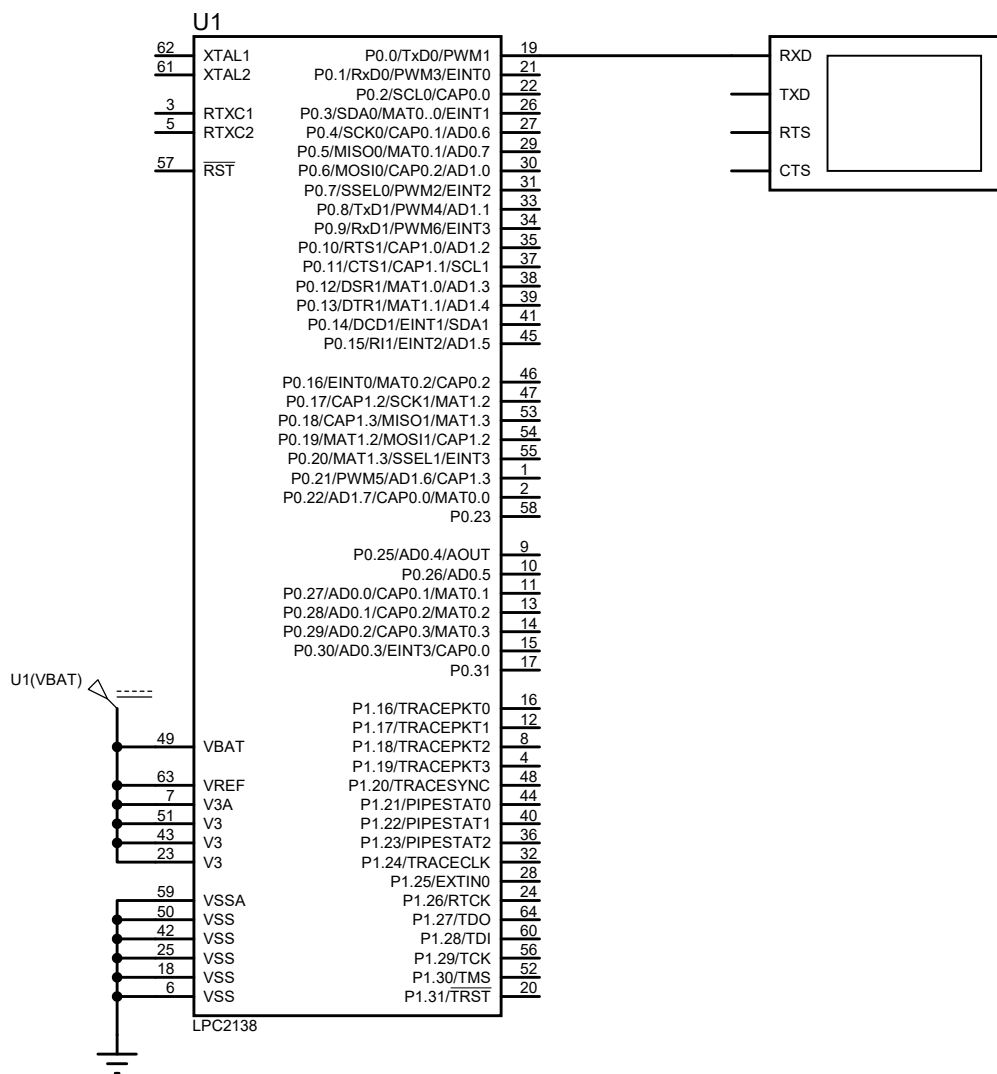 U1
62 XTAL1
61 XTAL2
3 RTXC1
5 RTXC2
57 RST
P0.0/TxD0/PWM1 19
P0.1/RxD0/PWM3/EINT0 21
P0.2/SCL0/CAP0.0 22
P0.3/SDA0/MAT0..0/EINT1 26
P0.4/SCK0/CAP0.1/AD0.6 27
P0.5/MISO0/MAT0.1/AD0.7 29
P0.6/MOSI0/CAP0.2/AD1.0 30
P0.7/SSEL0/PWM2/EINT2 31
P0.8/TxD1/PWM4/AD1.1 33
P0.9/RxD1/PWM6/EINT3 34
P0.10/RTS1/CAP1.0/AD1.2 35
P0.11/CTS1/CAP1.1/SCL1 37
P0.12/DSR1/MAT1.0/AD1.3 38
P0.13/DTR1/MAT1.1/AD1.4 39
P0.14/DCD1/EINT1/SDA1 41
P0.15/RI1/EINT2/AD1.5 45
P0.16/EINT0/MAT0.2/CAP0.2 46
P0.17/CAP1.2/SCK1/MAT1.2 47
P0.18/CAP1.3/MISO1/MAT1.3 53
P0.19/MAT1.2/MOSI1/CAP1.2 54
P0.20/MAT1.3/SSEL1/EINT3 55
P0.21/PWM5/AD1.6/CAP1.3 1
P0.22/AD1.7/CAP0.0/MAT0.0 2
P0.23 58
P0.25/AD0.4/AOUT 9
P0.26/AD0.5 10
P0.27/AD0.0/CAP0.1/MAT0.1 11
P0.28/AD0.1/CAP0.2/MAT0.2 13
P0.29/AD0.2/CAP0.3/MAT0.3 14
P0.30/AD0.3/EINT3/CAP0.0 15
P0.31 17
P1.16/TRACEPKT0 16
P1.17/TRACEPKT1 12
P1.18/TRACEPKT2 8
P1.19/TRACEPKT3 4
P1.20/TRACESYNC 48
P1.21/PIPESTAT0 44
P1.22/PIPESTAT1 40
P1.23/PIPESTAT2 36
P1.24/TRACECLK 32
P1.25/EXTIN0 28
P1.26/RTCK 24
P1.27/TDO 64
P1.28/TDI 60
P1.29/TCK 56
P1.30/TMS 52
P1.31/TRST 20
U1(VBAT)
49 VBAT
63 VREF
7 V3A
51 V3
43 V3
23 V3
59 VSSA
50 VSS
42 VSS
25 VSS
18 VSS
6 VSS
LPC2138
RXD
TXD
RTS
CTS